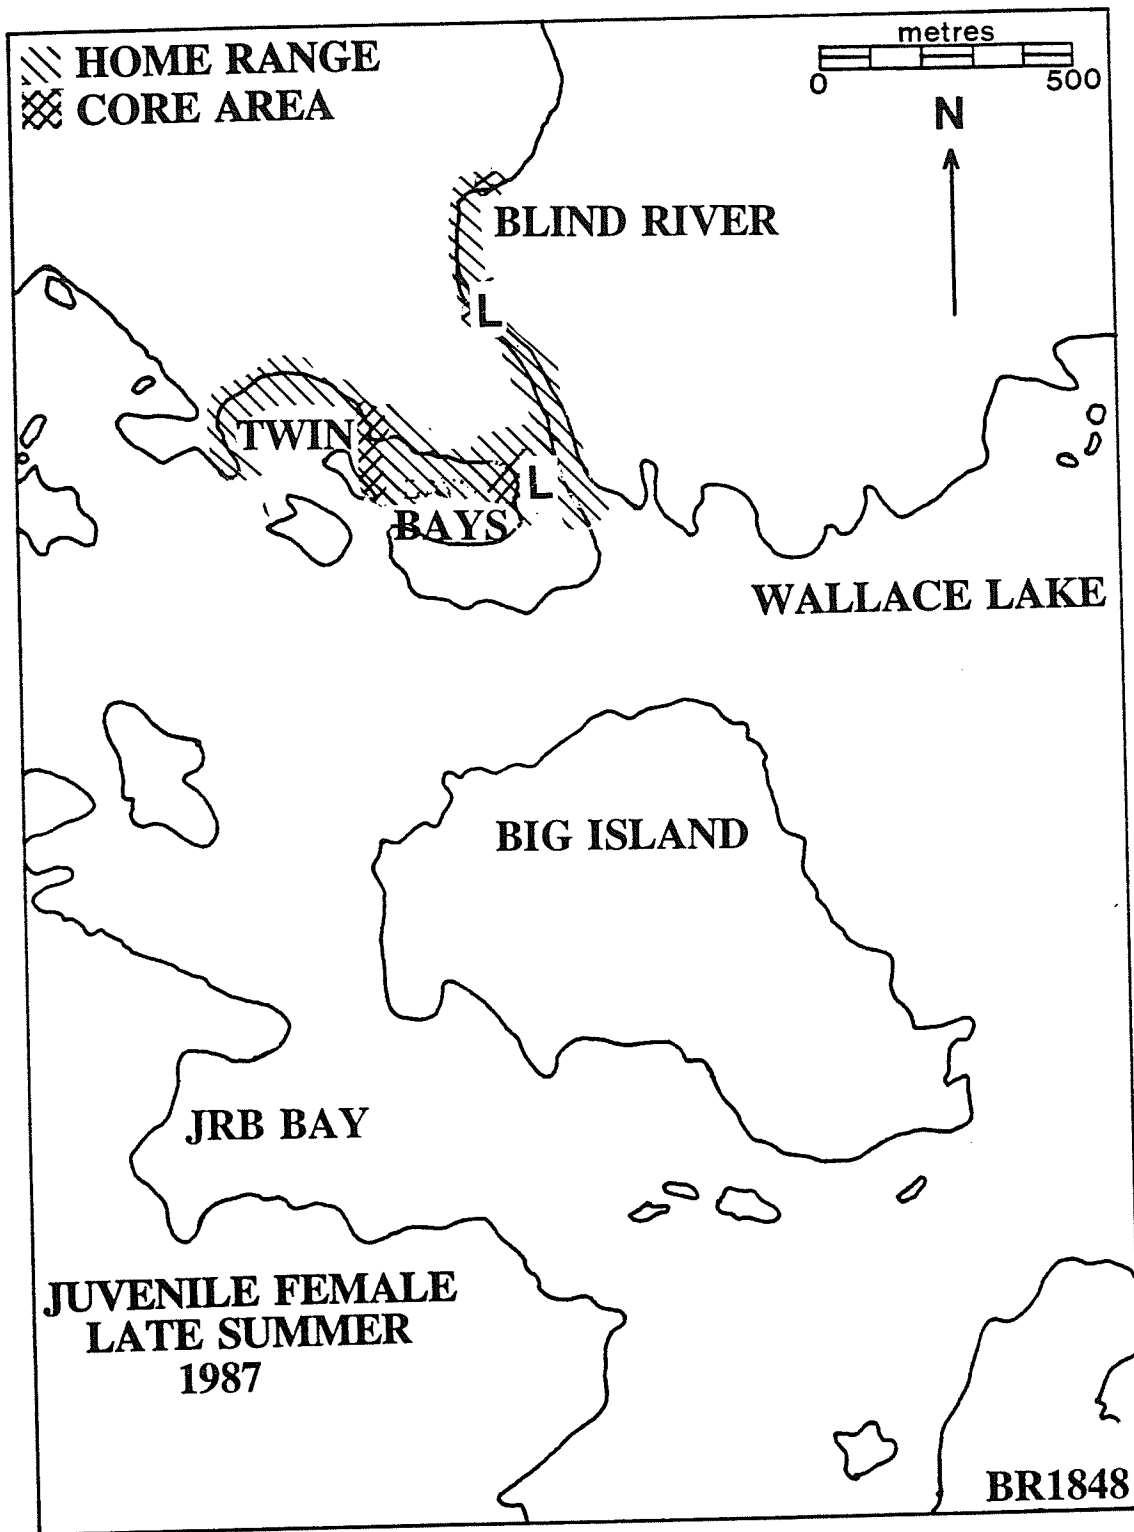 HOME RANGE
CORE AREA
metres
0 500
N
BLIND RIVER
L
TWIN
L
BAYS
WALLACE LAKE
BIG ISLAND
JRB BAY
JUVENILE FEMALE
LATE SUMMER
1987
BR1848